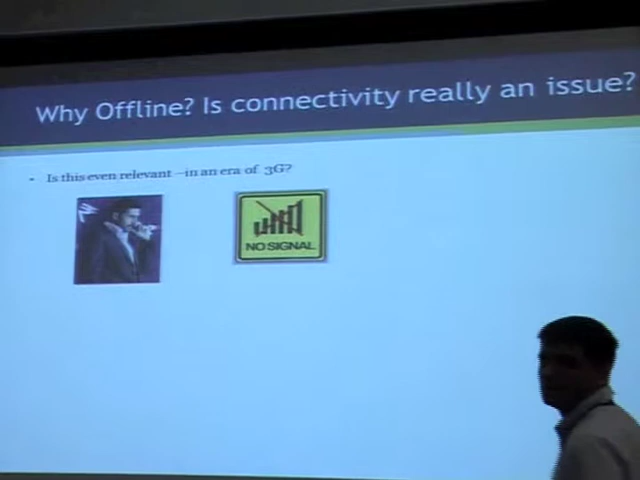 Why Offline? Is connectivity really an issue?
Is this even relevant –in an era of 3G?
NO SIGNAL